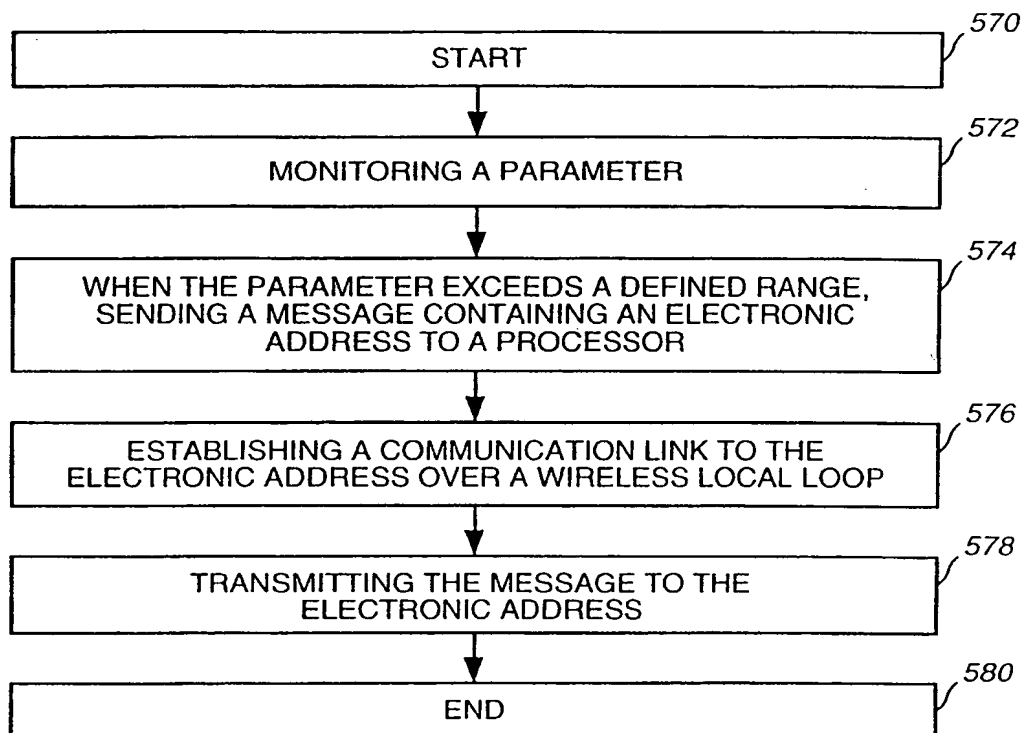 570
START
572
MONITORING A PARAMETER
574
WHEN THE PARAMETER EXCEEDS A DEFINED RANGE,
SENDING A MESSAGE CONTAINING AN ELECTRONIC
ADDRESS TO A PROCESSOR
576
ESTABLISHING A COMMUNICATION LINK TO THE
ELECTRONIC ADDRESS OVER A WIRELESS LOCAL LOOP
578
TRANSMITTING THE MESSAGE TO THE
ELECTRONIC ADDRESS
580
END